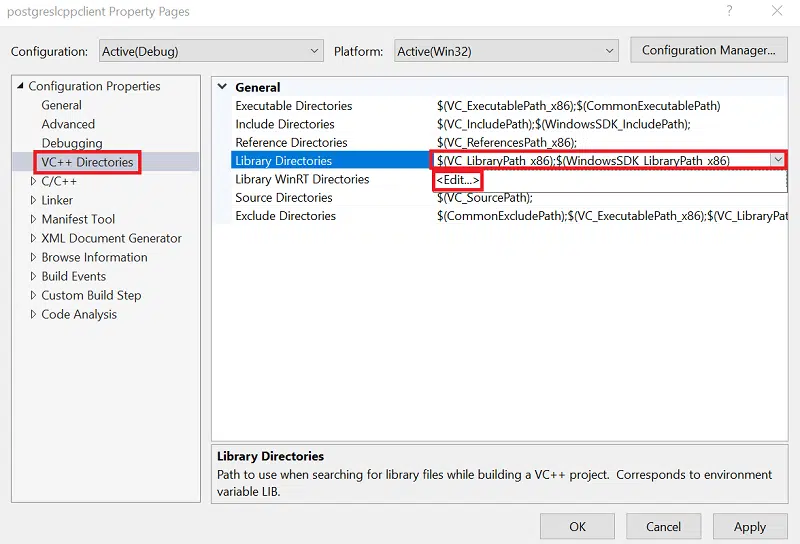 postgreslcppclient Property Pages
?
Configuration: Active(Debug) Platform: Active(Win32) Configuration Manager...
Configuration Properties
General
Advanced
Debugging
VC++ Directories
C/C++
Linker
Manifest Tool
XML Document Generator
Browse Information
Build Events
Custom Build Step
Code Analysis
General
Executable Directories $(VC_ExecutablePath_x86);$(CommonExecutablePath)
Include Directories $(VC_IncludePath);$(WindowsSDK_IncludePath);
Reference Directories $(VC_ReferencesPath_x86);
Library Directories $(VC_LibraryPath_x86);$(WindowsSDK_LibraryPath_x86)
Library WinRT Directories <Edit...>
Source Directories $(VC_SourcePath);
Exclude Directories $(CommonExcludePath);$(VC_ExecutablePath_x86);$(VC_LibraryPat
Library Directories
Path to use when searching for library files while building a VC++ project. Corresponds to environment
variable LIB.
OK Cancel Apply